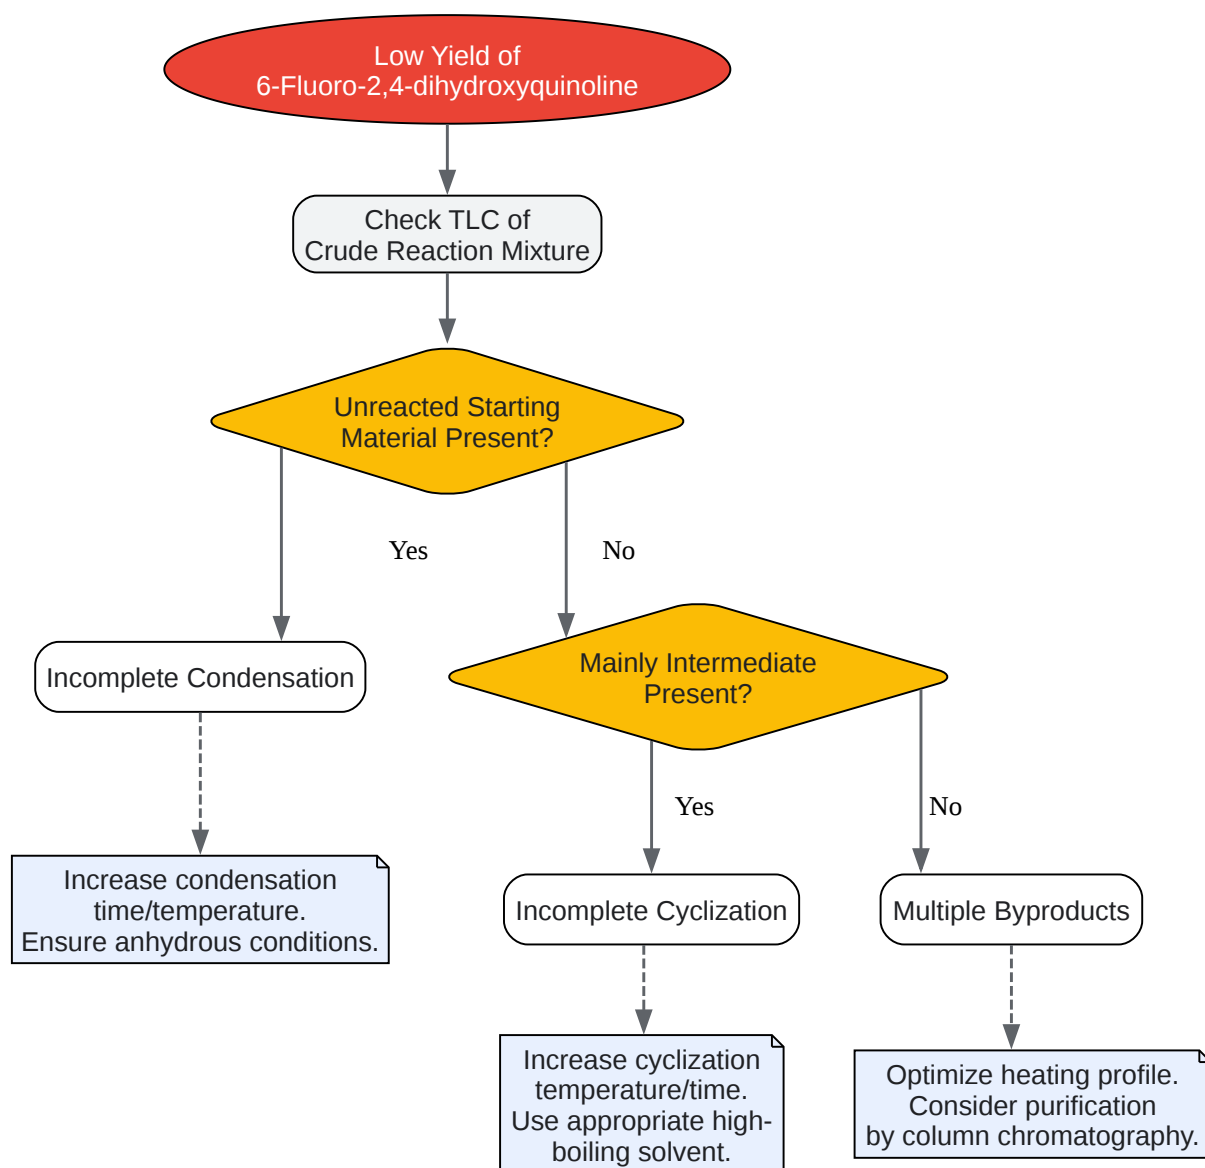 Low Yield of
6-Fluoro-2,4-dihydroxyquinoline
Check TLC of
Crude Reaction Mixture
Unreacted Starting
Material Present?
Yes
No
Incomplete Condensation
Mainly Intermediate
Present?
Increase condensation
time/temperature.
Ensure anhydrous conditions.
Yes
No
Incomplete Cyclization
Multiple Byproducts
Increase cyclization
temperature/time.
Use appropriate high-
boiling solvent.
Optimize heating profile.
Consider purification
by column chromatography.